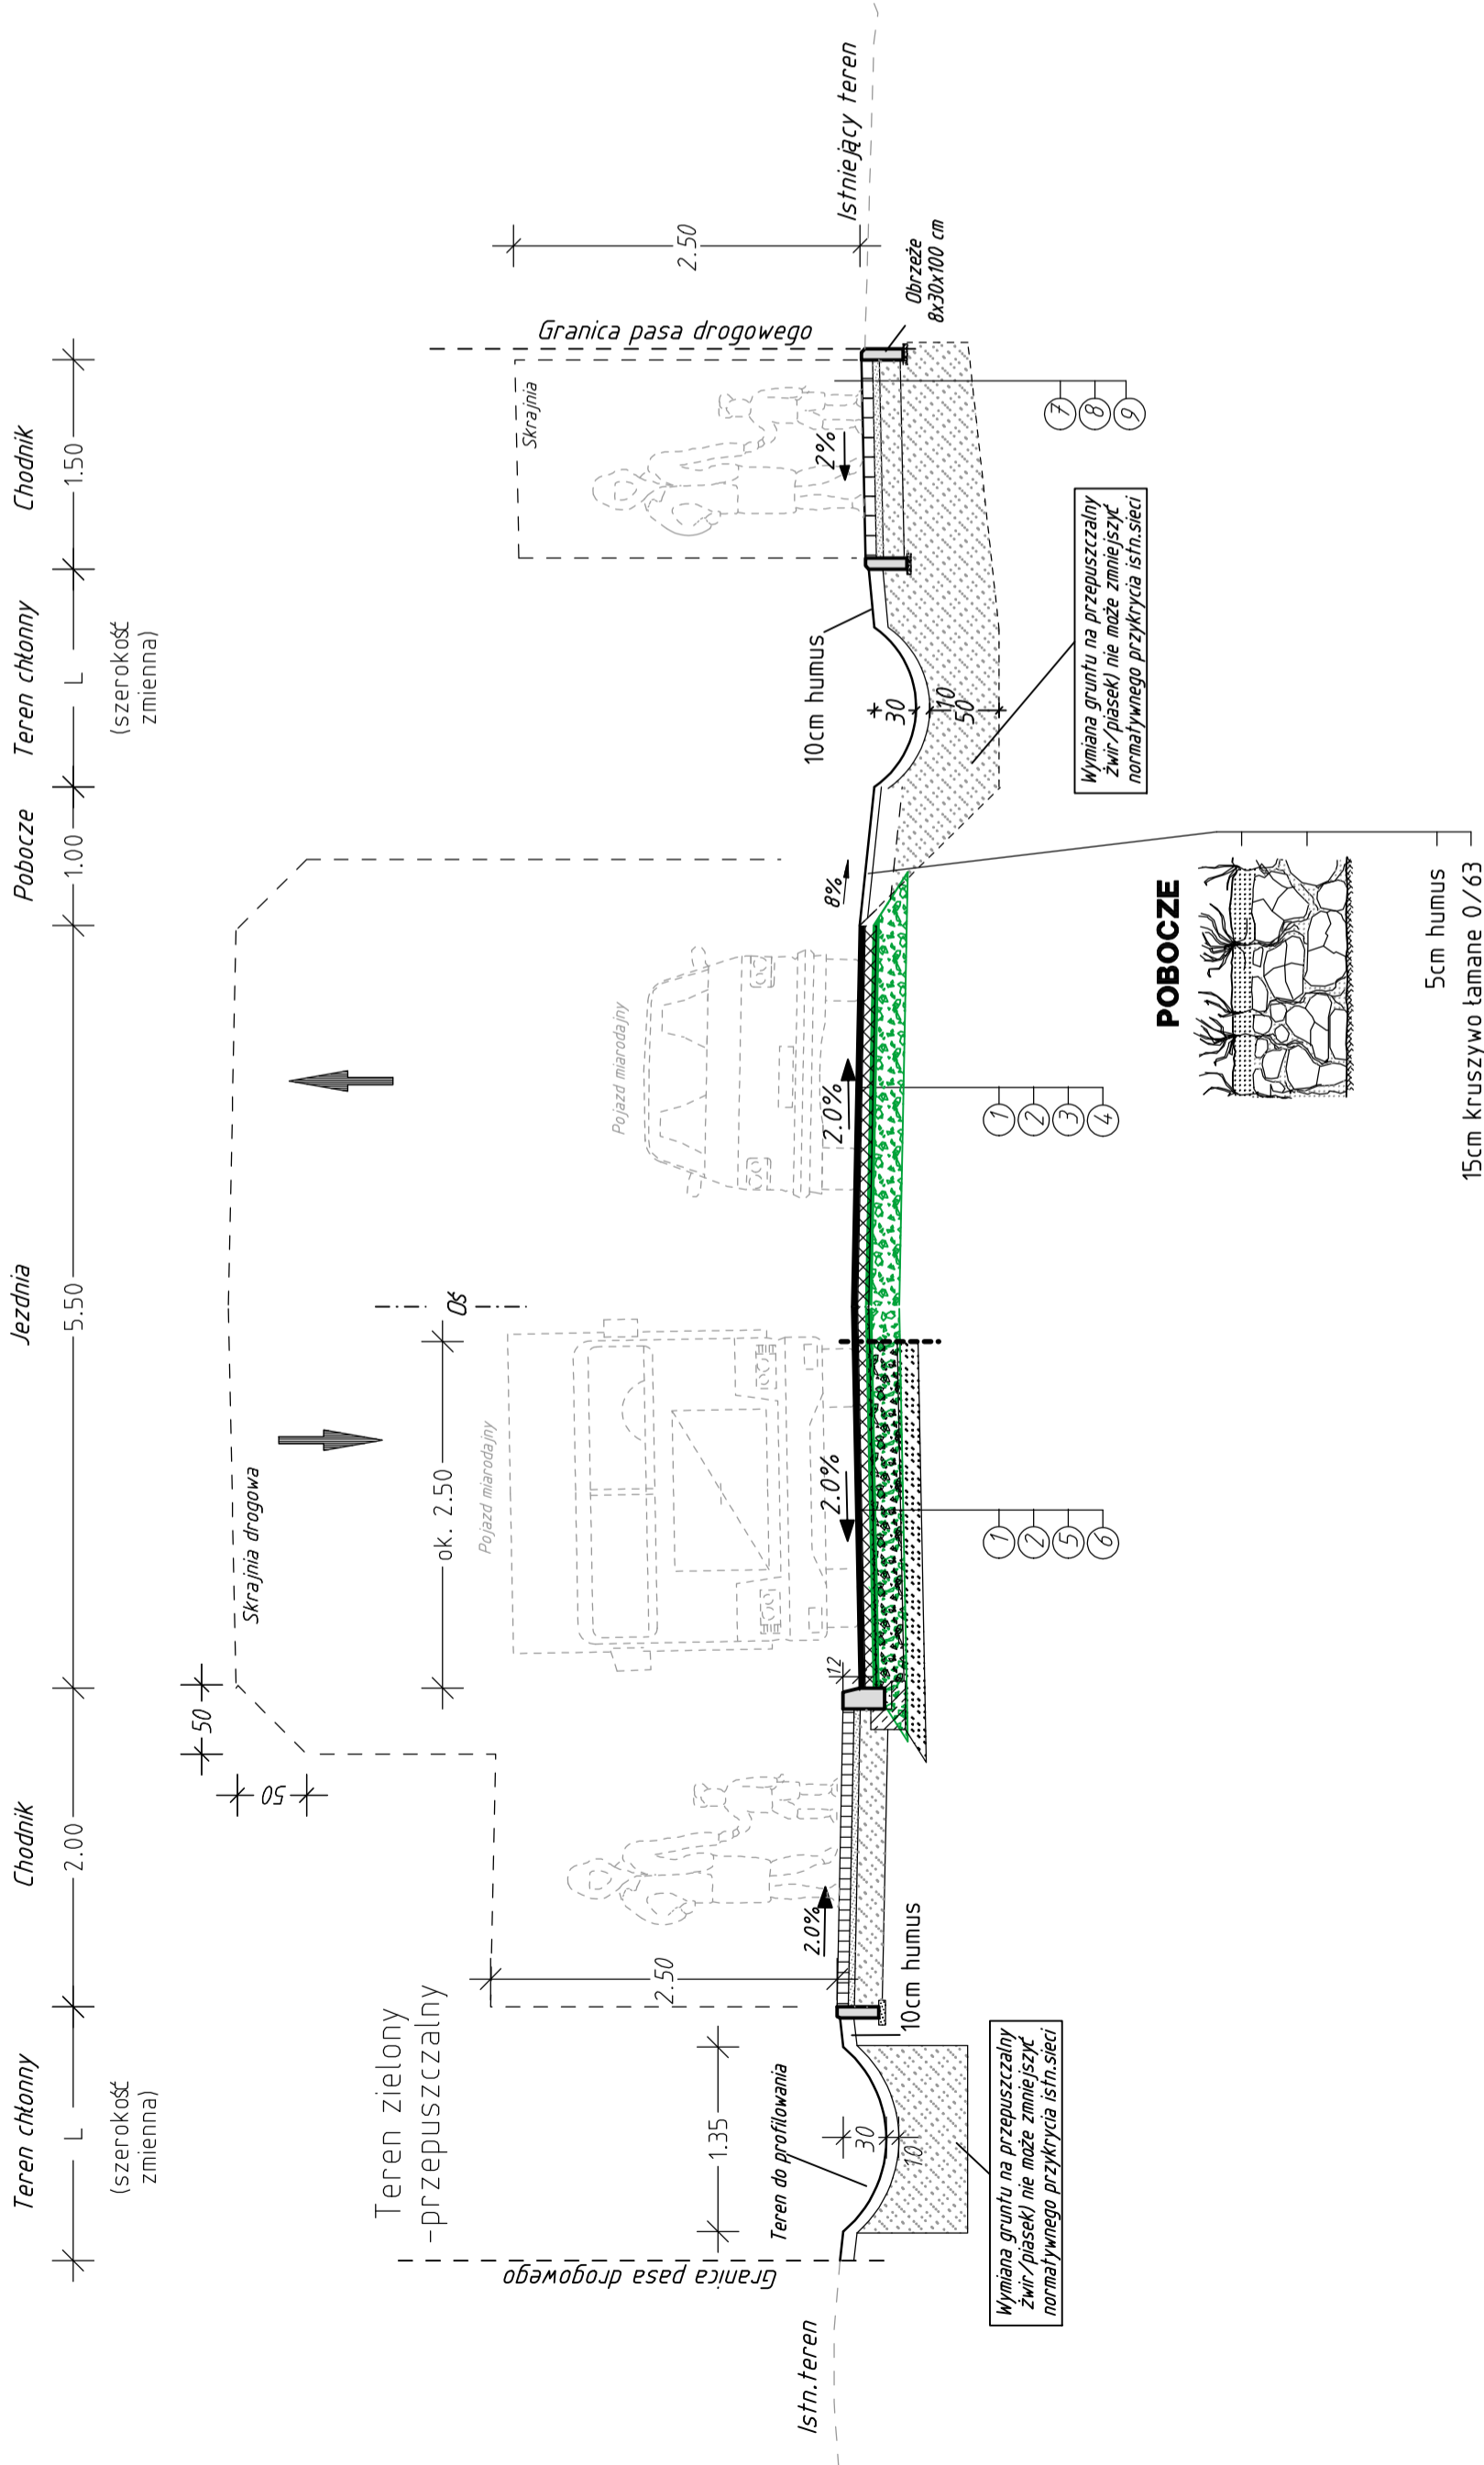 Teren chłonny
Chodnik
Jezdnia
Pobocze
Teren chłonny
Chodnik
L
2.00
5.50
1.00
L
1.50
(szerokość
zmienna)
(szerokość
zmienna)
50
50
Skrajnia drogowa
Teren zielony
-przepuszczalny
ok. 2.50
Oś
Pojazd miarodajny
Pojazd miarodajny
Skrajnia
Granica pasa drogowego
Granica pasa drogowego
2.50
2.50
1.35
Teren do profilowania
Istn.teren
Istniejący teren
2.0%
12
2.0%
2.0%
8%
2%
10cm humus
10cm humus
30
10
30
10
50
Obrzeże
8x30x100 cm
Wymiana gruntu na przepuszczalny
żwir/piasek) nie może zmniejszyć
normatywnego przykrycia istn.sieci
1
2
5
6
1
2
3
4
7
8
9
Wymiana gruntu na przepuszczalny
żwir/piasek) nie może zmniejszyć
normatywnego przykrycia istn.sieci
POBOCZE
5cm humus
15cm kruszywo łamane 0/63